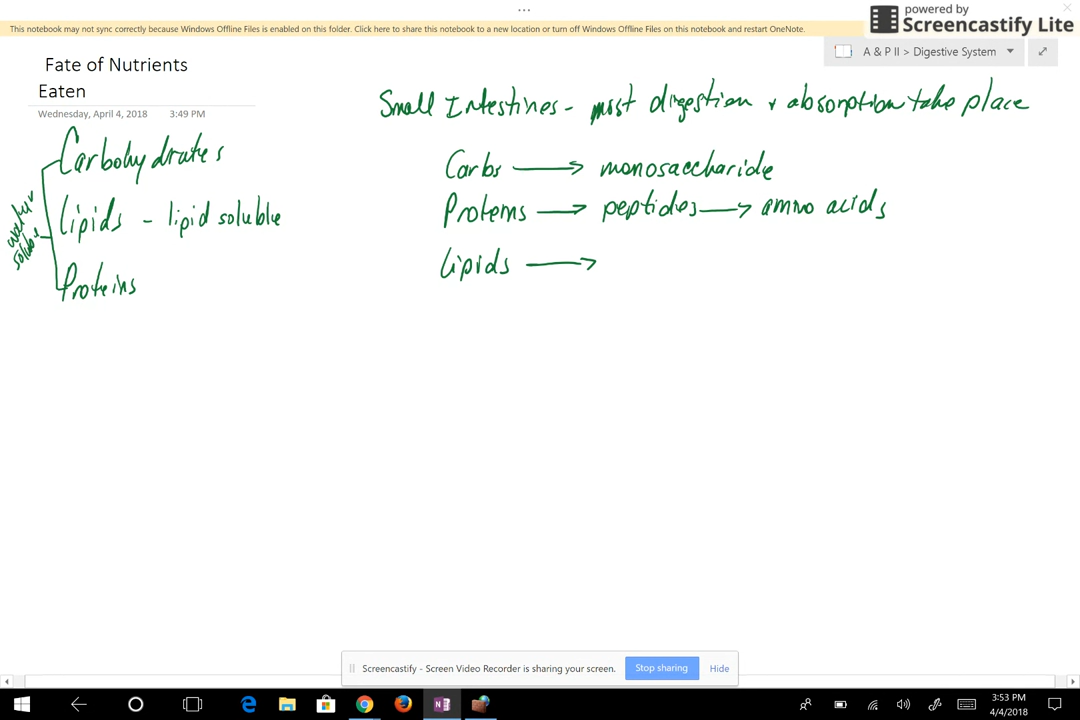 ...
powered by
Screencastify Lite
This notebook may not sync correctly because Windows Offline Files is enabled on this folder. Click here to share this notebook to a new location or turn off Windows Offline Files on this notebook and restart OneNote.
A & P II > Digestive System
Fate of Nutrients
Eaten
Wednesday, April 4, 2018 3:49 PM
Small Intestines - most digestion + absorption take place
Carbohydrates
Lipids - lipid soluble
Proteins
water
soluble
Carbs → monosaccharide
Proteins → peptides → amino acids
Lipids →
Screencastify - Screen Video Recorder is sharing your screen.
Stop sharing
Hide
3:53 PM
4/4/2018